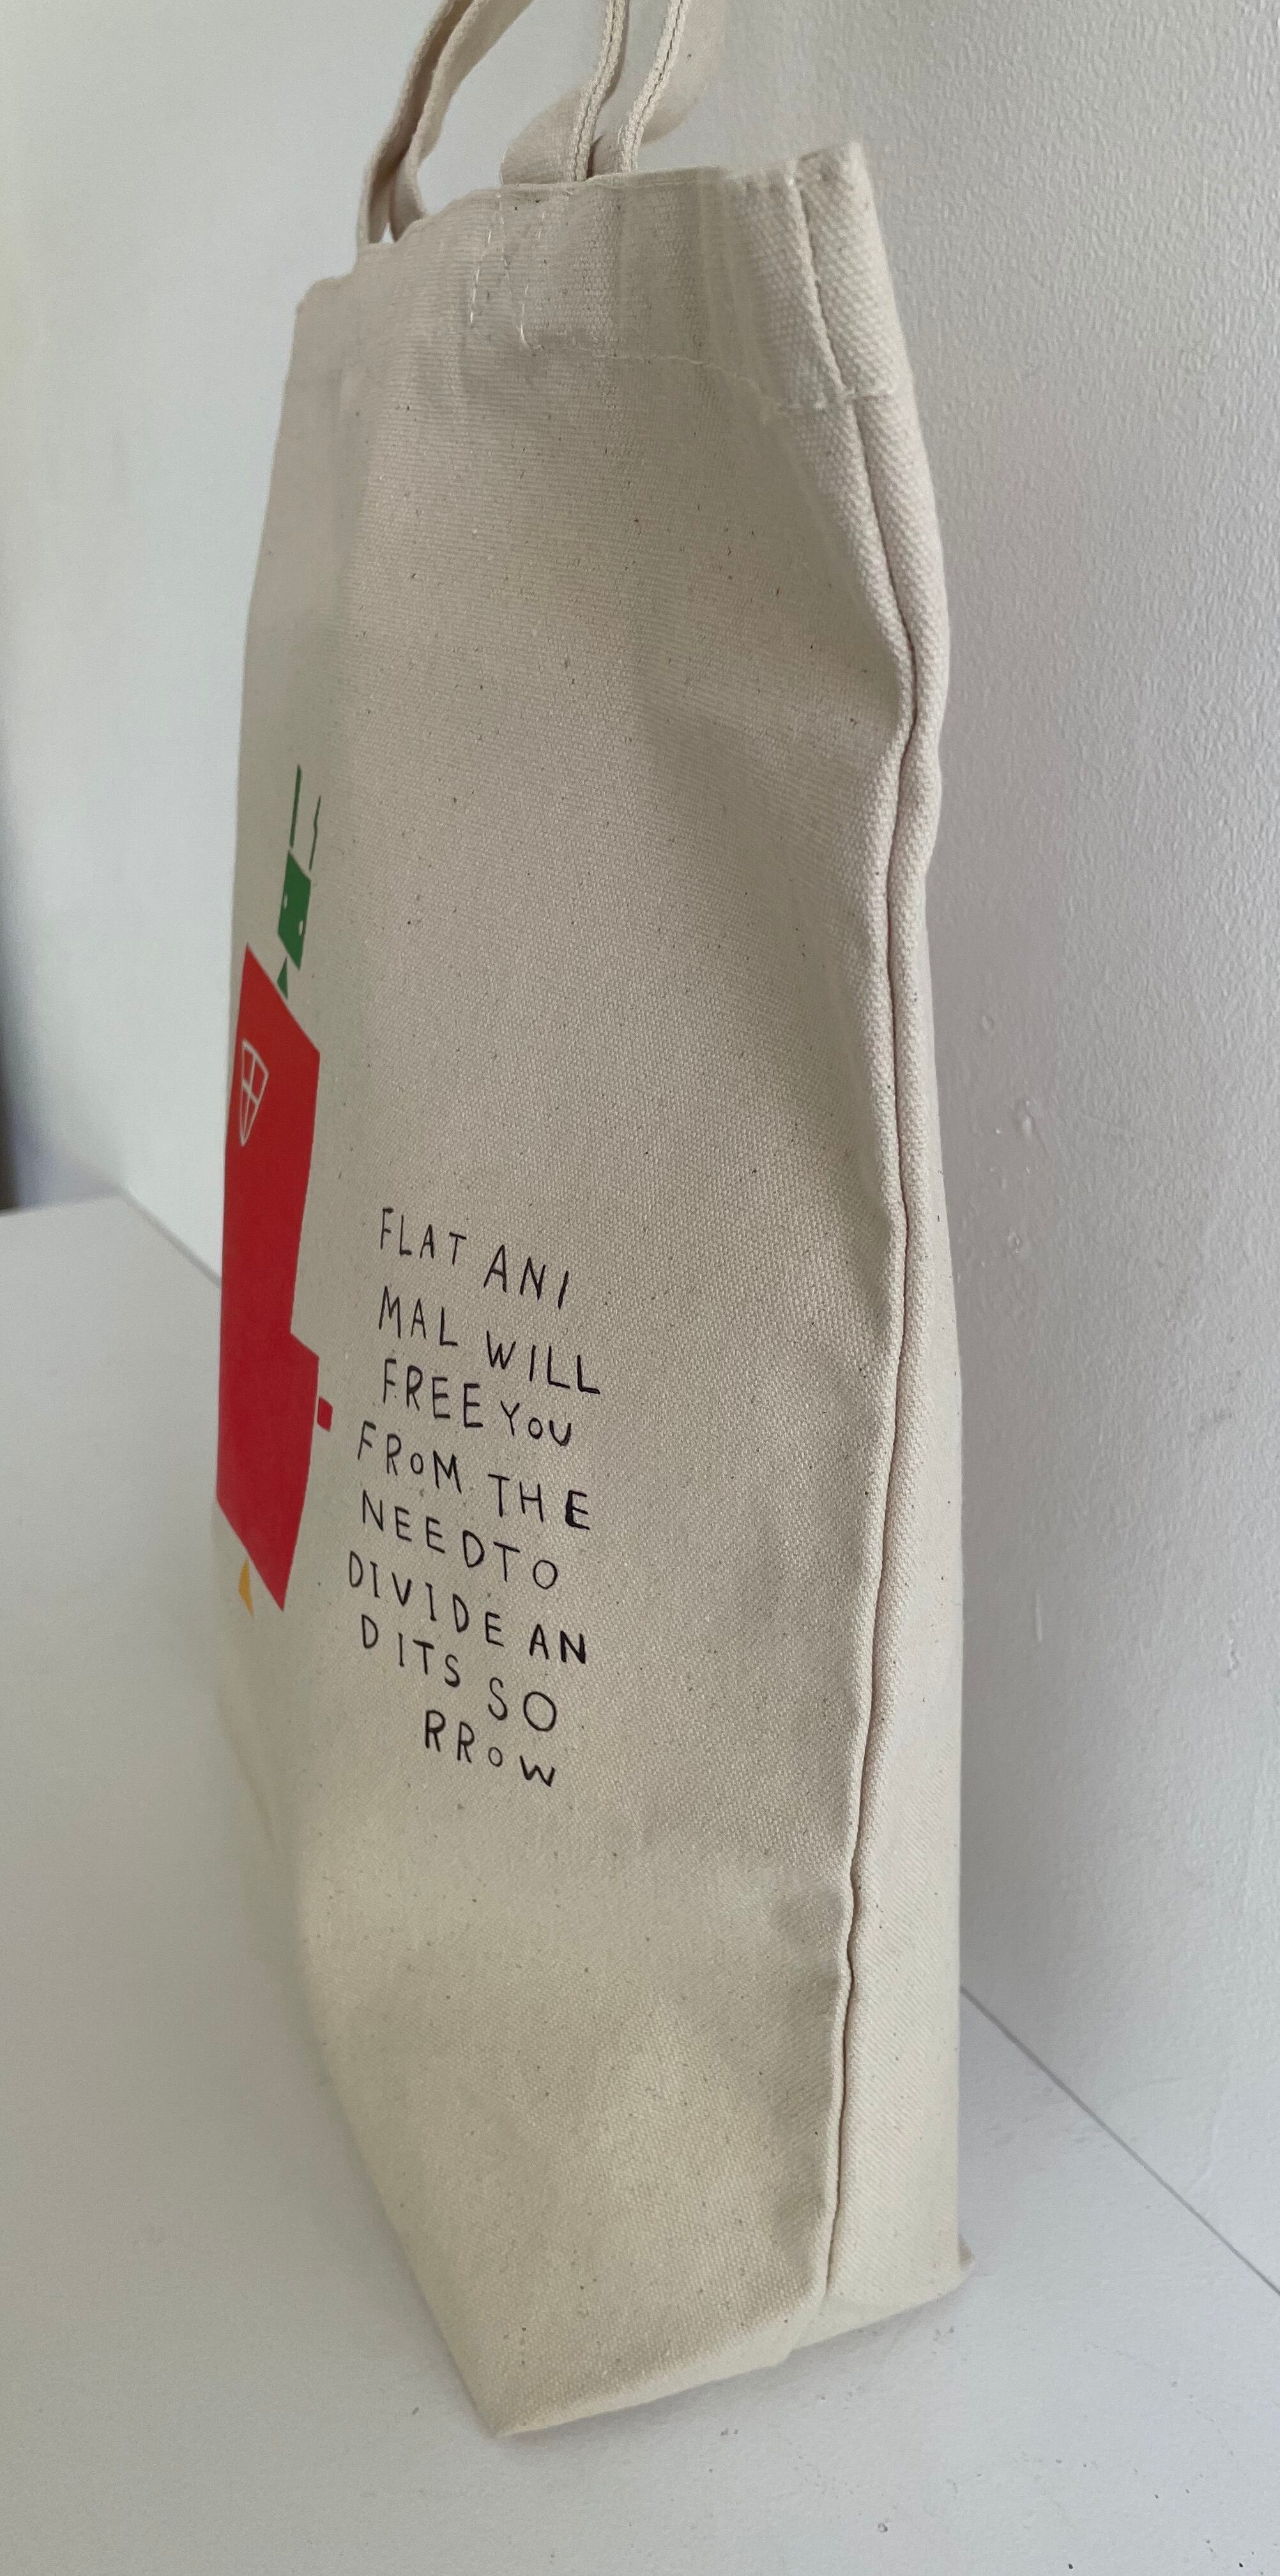 FLAT ANI
MAL WILL
FREE YOU
FROM THE
NEEDTO
DIVIDE AN
D ITS SO
RROW